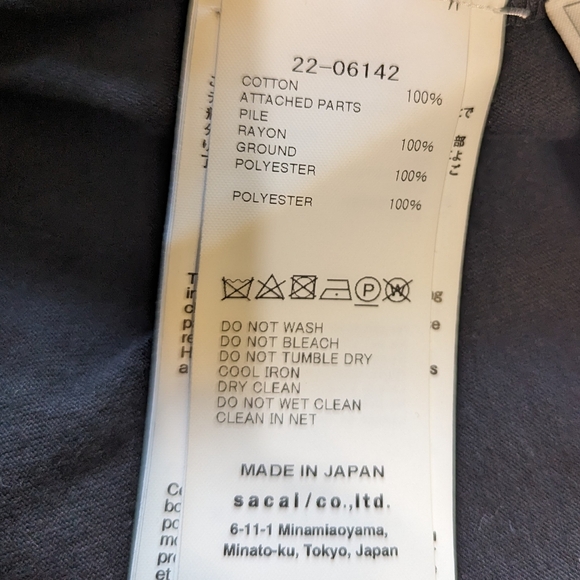 22-06142
COTTON 100%
ATTACHED PARTS
PILE
RAYON 100%
GROUND
POLYESTER 100%
POLYESTER 100%
DO NOT WASH
DO NOT BLEACH
DO NOT TUMBLE DRY
COOL IRON
DRY CLEAN
DO NOT WET CLEAN
CLEAN IN NET
MADE IN JAPAN
sacai/co.,ltd.
6-11-1 Minamiaoyama,
Minato-ku, Tokyo, Japan